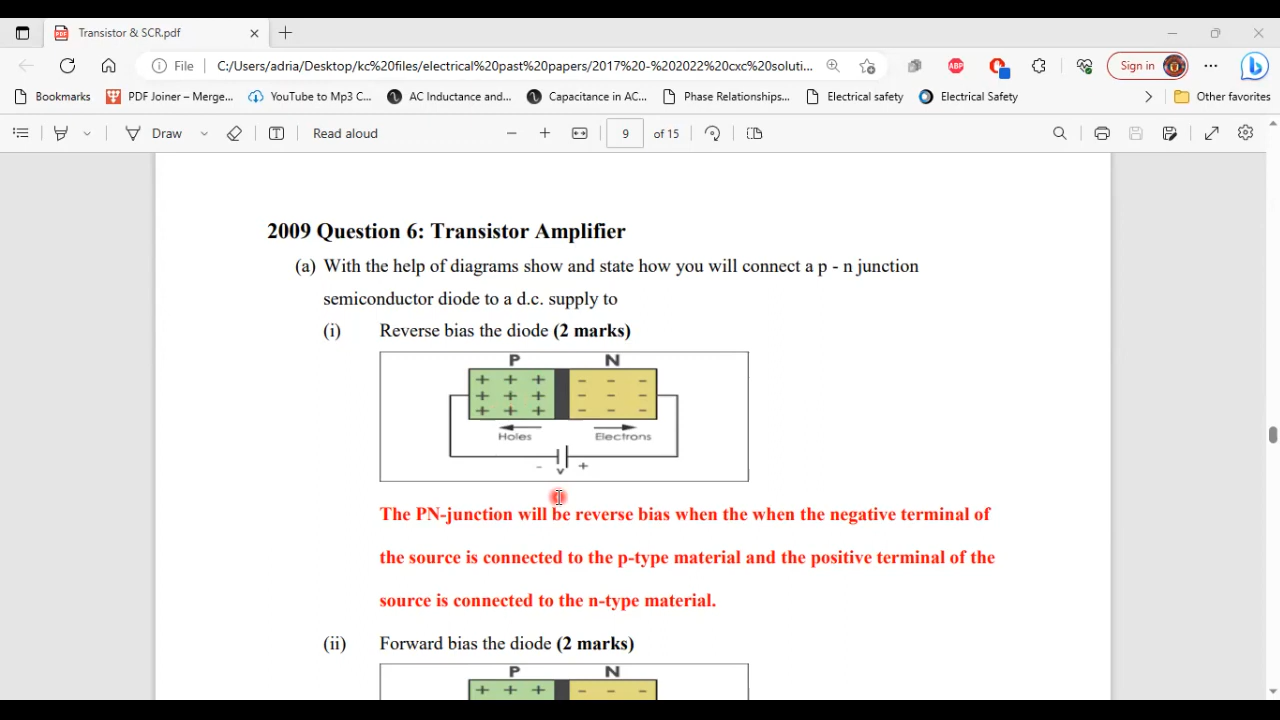 Transistor & SCR.pdf
File
C:/Users/adria/Desktop/kc%20files/electrical%20past%20papers/2017%20-%202022%20cxc%20soluti...
ABP
Sign in
Bookmarks
PDF Joiner – Merge...
YouTube to Mp3 C...
AC Inductance and...
Capacitance in AC...
Phase Relationships...
Electrical safety
Electrical Safety
Other favorites
Draw
Read aloud
9 of 15
2009 Question 6: Transistor Amplifier
(a) With the help of diagrams show and state how you will connect a p - n junction
semiconductor diode to a d.c. supply to
(i) Reverse bias the diode (2 marks)
P N
+ + + - - -
+ + + - - -
+ + + - - -
Holes Electrons
- V +
The PN-junction will be reverse bias when the when the negative terminal of
the source is connected to the p-type material and the positive terminal of the
source is connected to the n-type material.
(ii) Forward bias the diode (2 marks)
P N
+ + + - - -